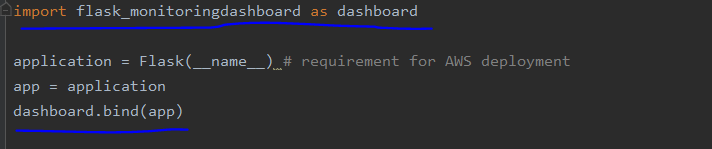 import flask_monitoringdashboard as dashboard
application = Flask(__name__) # requirement for AWS deployment
app = application
dashboard.bind(app)